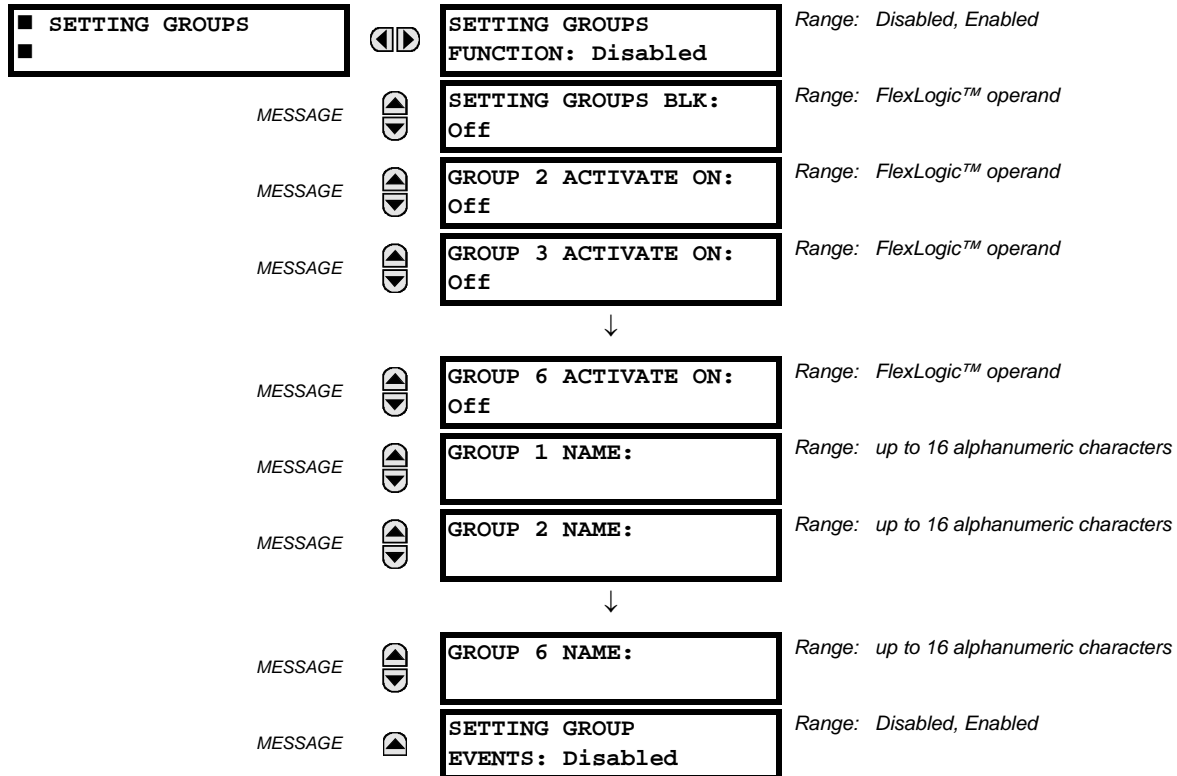 ■ SETTING GROUPS
■
SETTING GROUPS
FUNCTION: Disabled
Range: Disabled, Enabled
MESSAGE
SETTING GROUPS BLK:
Off
Range: FlexLogic™ operand
MESSAGE
GROUP 2 ACTIVATE ON:
Off
Range: FlexLogic™ operand
MESSAGE
GROUP 3 ACTIVATE ON:
Off
Range: FlexLogic™ operand
↓
MESSAGE
GROUP 6 ACTIVATE ON:
Off
Range: FlexLogic™ operand
MESSAGE
GROUP 1 NAME:
Range: up to 16 alphanumeric characters
MESSAGE
GROUP 2 NAME:
Range: up to 16 alphanumeric characters
↓
MESSAGE
GROUP 6 NAME:
Range: up to 16 alphanumeric characters
MESSAGE
SETTING GROUP
EVENTS: Disabled
Range: Disabled, Enabled